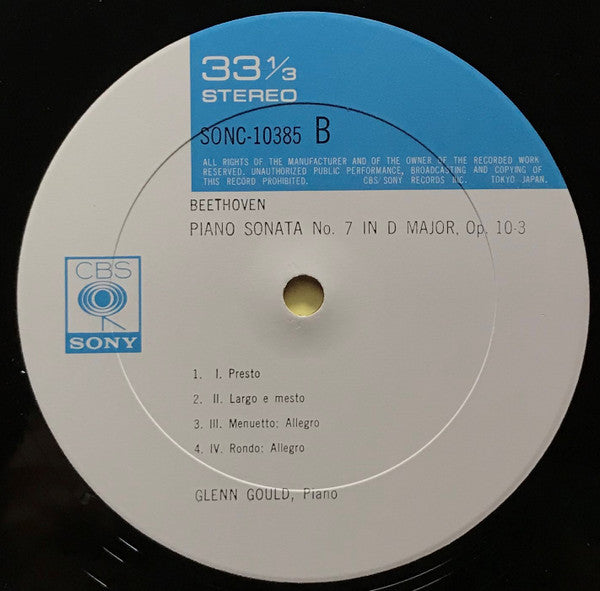 33 1/3
STEREO
SONC-10385 B
ALL RIGHTS OF THE MANUFACTURER AND OF THE OWNER OF THE RECORDED WORK
RESERVED. UNAUTHORIZED PUBLIC PERFORMANCE, BROADCASTING AND COPYING OF
THIS RECORD PROHIBITED. CBS/SONY RECORDS INC. TOKYO JAPAN.
BEETHOVEN
PIANO SONATA No. 7 IN D MAJOR, Op. 10-3
CBS
SONY
1. I. Presto
2. II. Largo e mesto
3. III. Menuetto: Allegro
4. IV. Rondo: Allegro
GLENN GOULD, Piano